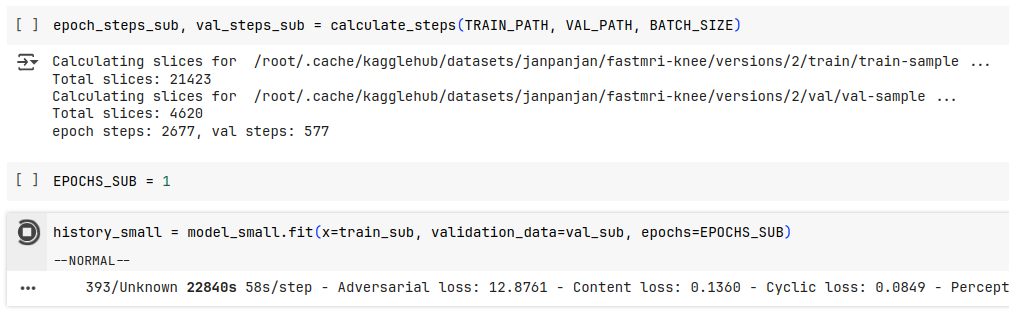 [ ] epoch_steps_sub, val_steps_sub = calculate_steps(TRAIN_PATH, VAL_PATH, BATCH_SIZE)
Calculating slices for  /root/.cache/kagglehub/datasets/janpanjan/fastmri-knee/versions/2/train/train-sample ...
Total slices: 21423
Calculating slices for  /root/.cache/kagglehub/datasets/janpanjan/fastmri-knee/versions/2/val/val-sample ...
Total slices: 4620
epoch steps: 2677, val steps: 577
[ ] EPOCHS_SUB = 1
history_small = model_small.fit(x=train_sub, validation_data=val_sub, epochs=EPOCHS_SUB)
--NORMAL--
393/Unknown 22840s 58s/step - Adversarial loss: 12.8761 - Content loss: 0.1360 - Cyclic loss: 0.0849 - Percept